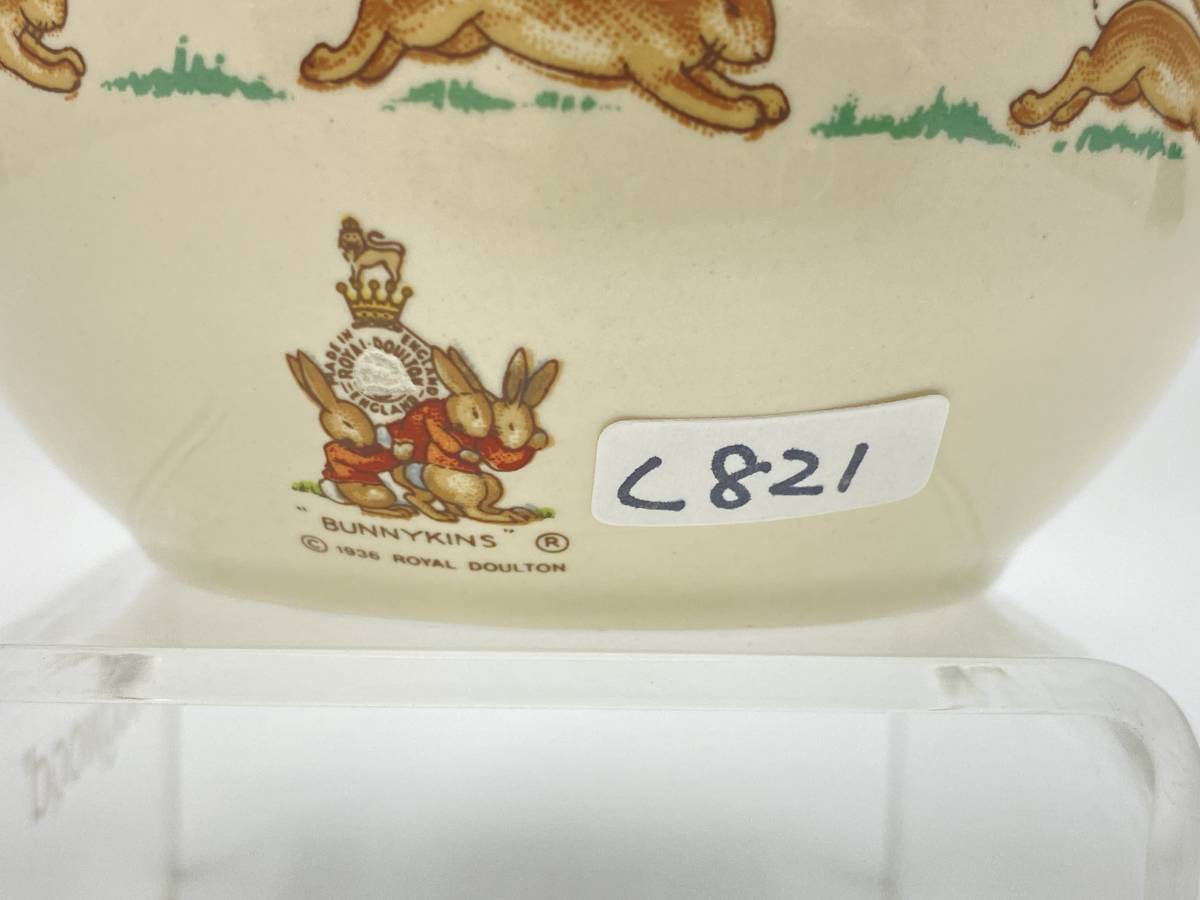 MADE IN ENGLAND
ROYAL·DOULTON
ENGLAND
"BUNNYKINS" ®
© 1936 ROYAL DOULTON
C821